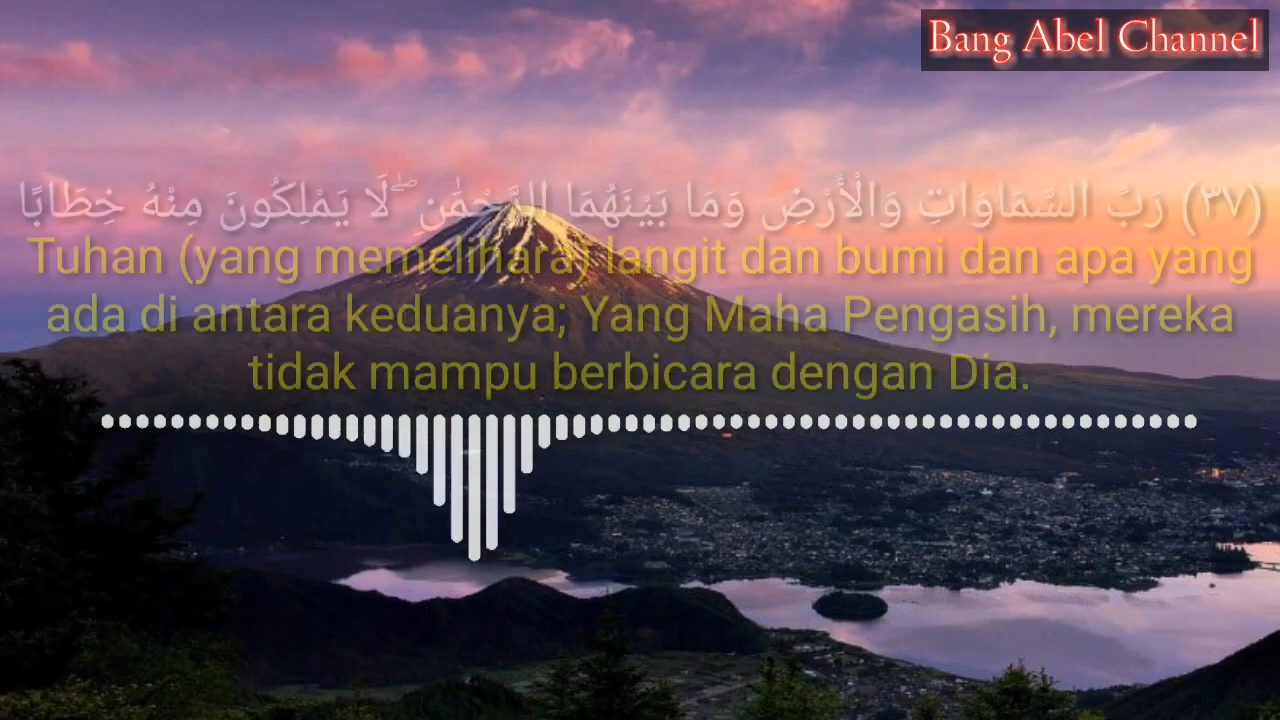 Bang Abel Channel
(٣٧) رَبِّ السَّمَاوَاتِ وَالْأَرْضِ وَمَا بَيْنَهُمَا الرَّحْمَٰنِ ۖ لَا يَمْلِكُونَ مِنْهُ خِطَابًا
Tuhan (yang memelihara) langit dan bumi dan apa yang
ada di antara keduanya; Yang Maha Pengasih, mereka
tidak mampu berbicara dengan Dia.